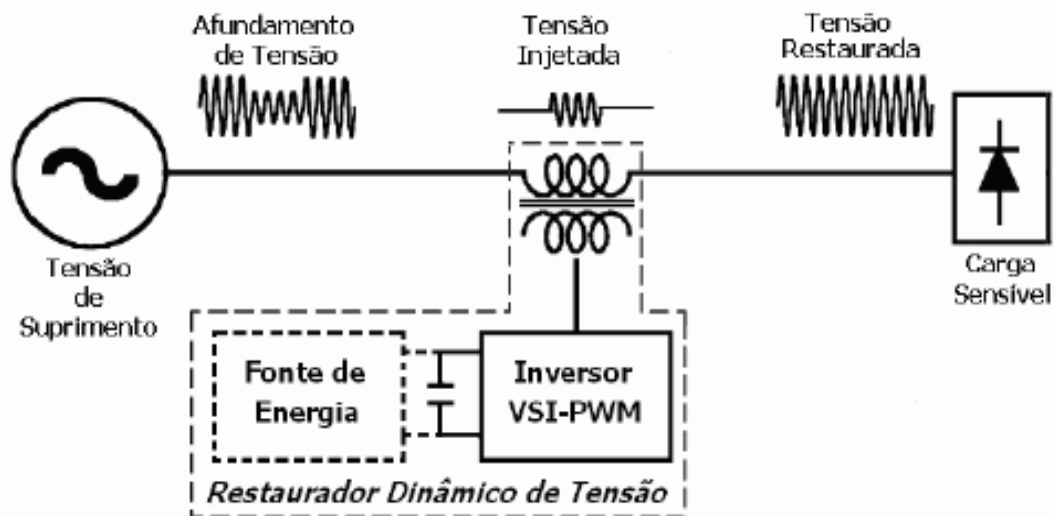 Afundamento
de Tensão
Tensão
Injetada
Tensão
Restaurada
Tensão
de
Suprimento
Carga
Sensível
Fonte de
Energia
Inversor
VSI-PWM
Restaurador Dinâmico de Tensão